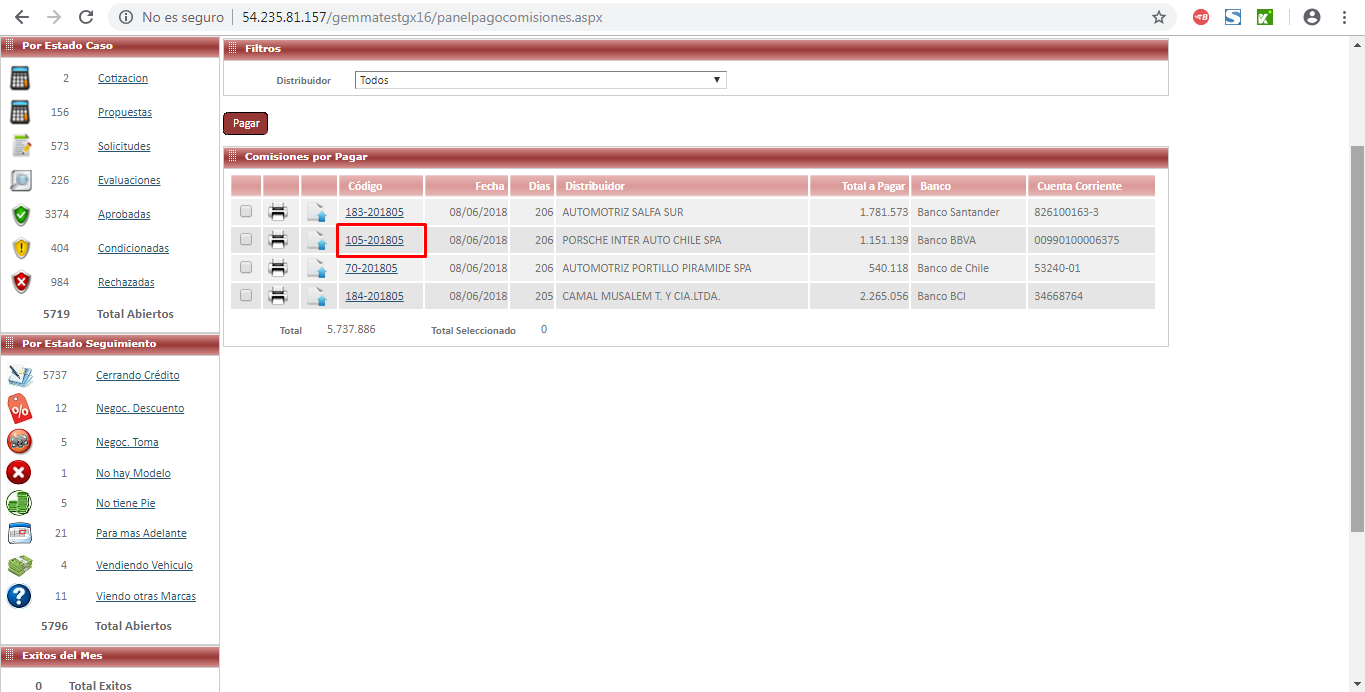 No es seguro | 54.235.81.157/gemmatestgx16/panelpagocomisiones.aspx
Por Estado Caso
2 Cotizacion
156 Propuestas
573 Solicitudes
226 Evaluaciones
3374 Aprobadas
404 Condicionadas
984 Rechazadas
5719 Total Abiertos
Por Estado Seguimiento
5737 Cerrando Crédito
12 Negoc. Descuento
5 Negoc. Toma
1 No hay Modelo
5 No tiene Pie
21 Para mas Adelante
4 Vendiendo Vehiculo
11 Viendo otras Marcas
5796 Total Abiertos
Exitos del Mes
0 Total Exitos
Filtros
Distribuidor Todos
Pagar
Comisiones por Pagar
Código Fecha Dias Distribuidor Total a Pagar Banco Cuenta Corriente
183-201805 08/06/2018 206 AUTOMOTRIZ SALFA SUR 1.781.573 Banco Santander 826100163-3
105-201805 08/06/2018 206 PORSCHE INTER AUTO CHILE SPA 1.151.139 Banco BBVA 00990100006375
70-201805 08/06/2018 206 AUTOMOTRIZ PORTILLO PIRAMIDE SPA 540.118 Banco de Chile 53240-01
184-201805 08/06/2018 205 CAMAL MUSALEM T. Y CIA.LTDA. 2.265.056 Banco BCI 34668764
Total 5.737.886 Total Seleccionado 0